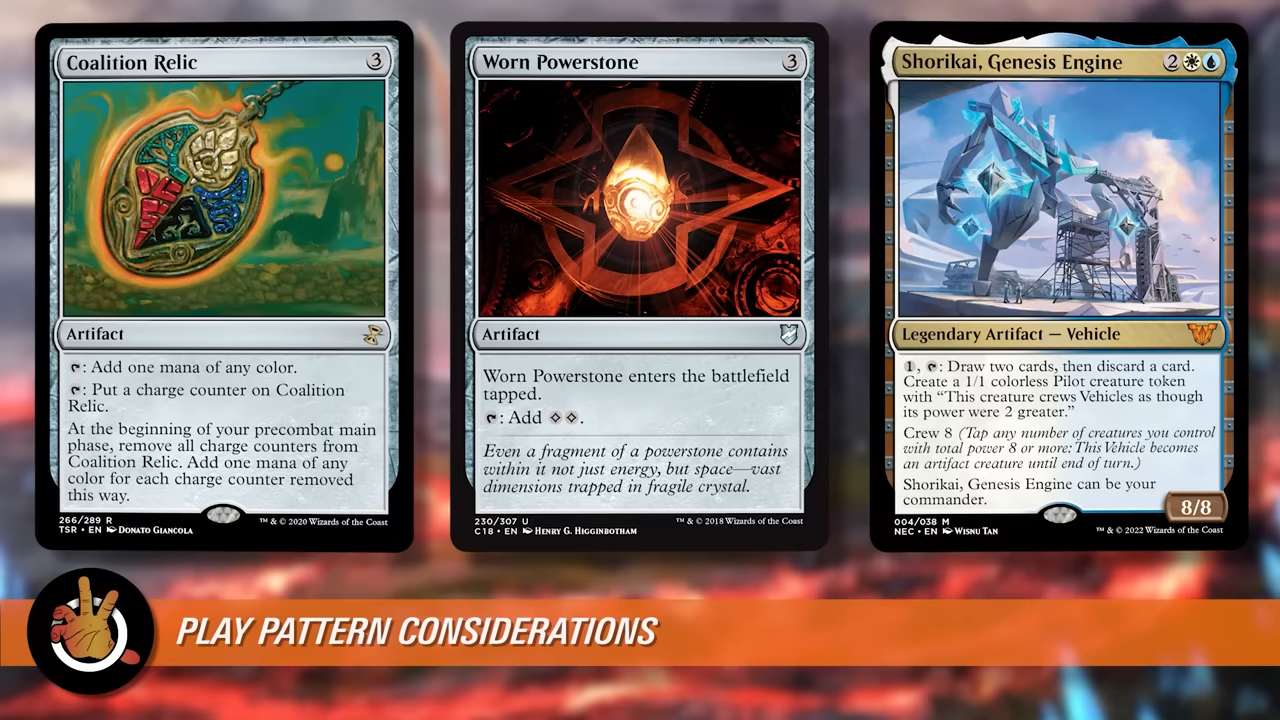 Coalition Relic 3
Artifact
: Add one mana of any color.
: Put a charge counter on Coalition
Relic.
At the beginning of your precombat main
phase, remove all charge counters from
Coalition Relic. Add one mana of any
color for each charge counter removed
this way.
266/289 R
TSR • EN Donato Giancola
™ & © 2020 Wizards of the Coast
Worn Powerstone 3
Artifact
Worn Powerstone enters the battlefield
tapped.
: Add .
Even a fragment of a powerstone contains
within it not just energy, but space—vast
dimensions trapped in fragile crystal.
230/307 U
C18 • EN Henry G. Higginbotham
™ & © 2018 Wizards of the Coast
Shorikai, Genesis Engine 2
Legendary Artifact — Vehicle
1, : Draw two cards, then discard a card.
Create a 1/1 colorless Pilot creature token
with “This creature crews Vehicles as though
its power were 2 greater.”
Crew 8 (Tap any number of creatures you control
with total power 8 or more: This Vehicle becomes
an artifact creature until end of turn.)
Shorikai, Genesis Engine can be your
commander.
8/8
004/038 M
NEC • EN Wisnu Tan
™ & © 2022 Wizards of the Coast
PLAY PATTERN CONSIDERATIONS